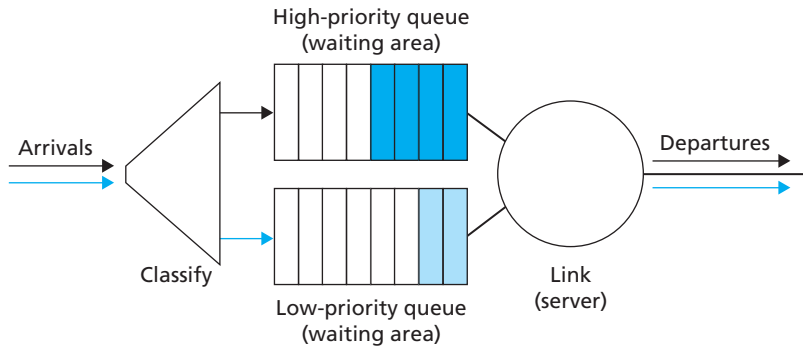 High-priority queue
(waiting area)
Arrivals
Departures
Classify
Link
(server)
Low-priority queue
(waiting area)